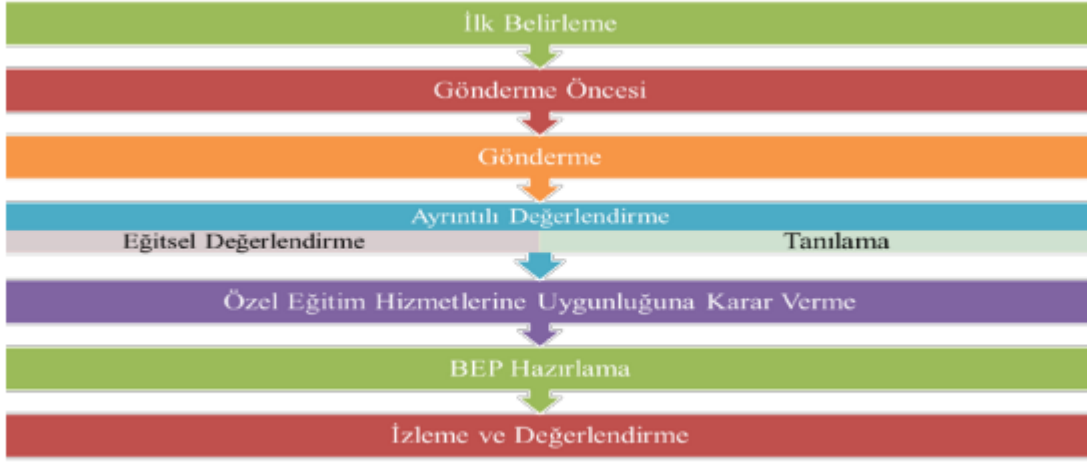 İlk Belirleme
Gönderme Öncesi
Gönderme
Ayrıntılı Değerlendirme
Eğitsel Değerlendirme
Tanılama
Özel Eğitim Hizmetlerine Uygunluğuna Karar Verme
BEP Hazırlama
İzleme ve Değerlendirme